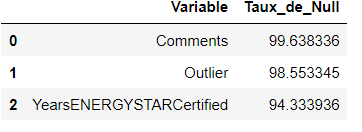 Variable Taux_de_Null
0 Comments 99.638336
1 Outlier 98.553345
2 YearsENERGYSTARCertified 94.333936